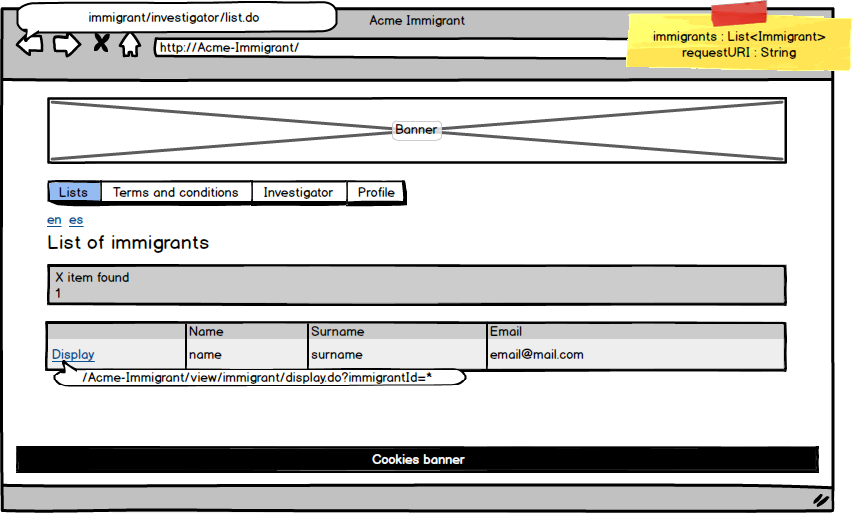 immigrant/investigator/list.do
Acme Immigrant
immigrants : List<Immigrant>
requestURI : String
http://Acme-Immigrant/
Banner
Lists Terms and conditions Investigator Profile
en es
List of immigrants
X item found
1
Name Surname Email
Display name surname email@mail.com
/Acme-Immigrant/view/immigrant/display.do?immigrantId=*
Cookies banner